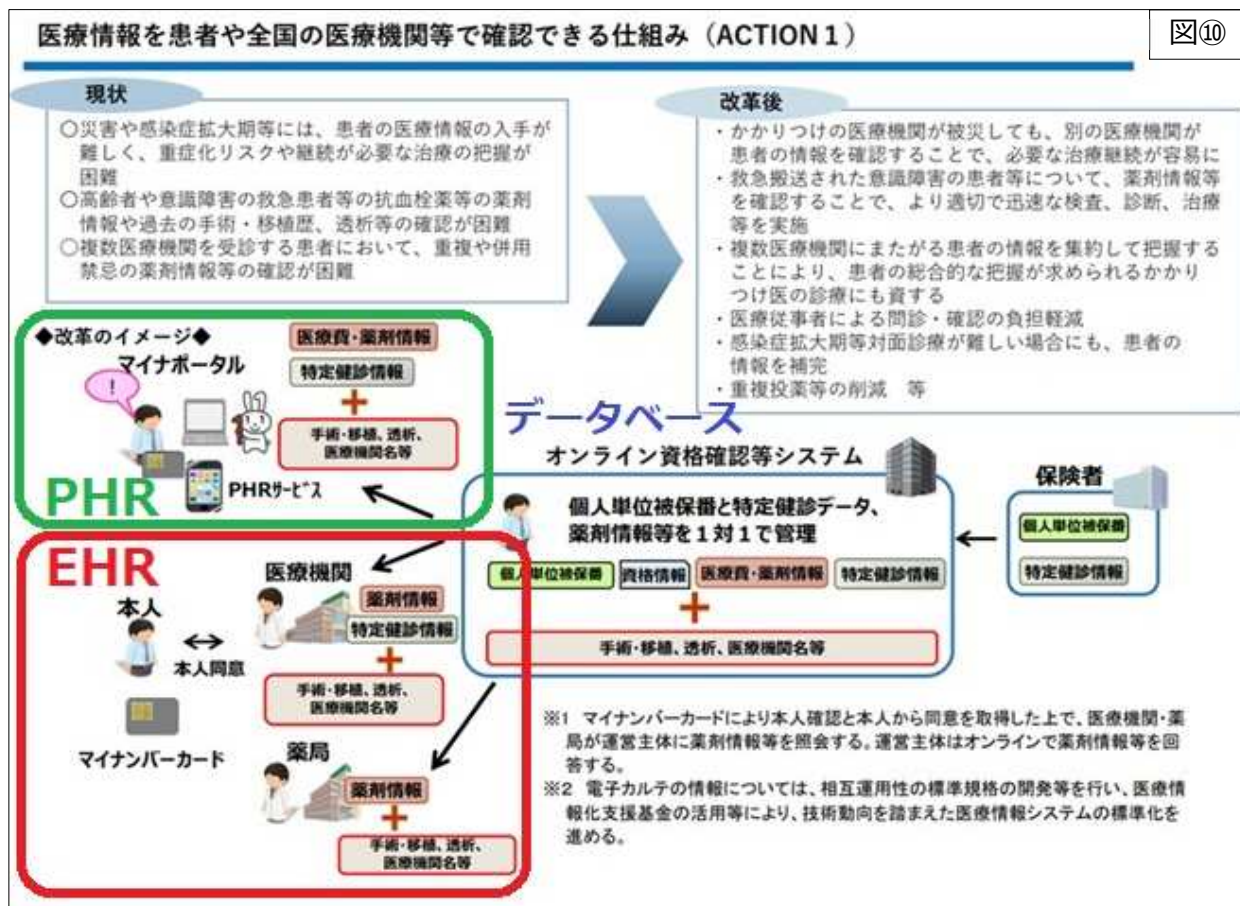 医療情報を患者や全国の医療機関等で確認できる仕組み（ACTION１）
図⑩
現状
○災害や感染症拡大期等には、患者の医療情報の入手が
難しく、重症化リスクや継続が必要な治療の把握が
困難
○高齢者や意識障害の救急患者等の抗血栓薬等の薬剤
情報や過去の手術・移植歴、透析等の確認が困難
○複数医療機関を受診する患者において、重複や併用
禁忌の薬剤情報等の確認が困難
改革後
・かかりつけの医療機関が被災しても、別の医療機関が
患者の情報を確認することで、必要な治療継続が容易に
・救急搬送された意識障害の患者等について、薬剤情報等
を確認することで、より適切で迅速な検査、診断、治療
等を実施
・複数医療機関にまたがる患者の情報を集約して把握する
ことにより、患者の総合的な把握が求められるかかり
つけ医の診療にも資する
・医療従事者による問診・確認の負担軽減
・感染症拡大期等対面診療が難しい場合にも、患者の
情報を補完
・重複投薬等の削減　等
◆改革のイメージ◆
マイナポータル
!
医療費・薬剤情報
特定健診情報
+
手術・移植、透析、
医療機関名等
PHRｻｰﾋﾞｽ
PHR
データベース
オンライン資格確認等システム
個人単位被保番と特定健診データ、
薬剤情報等を１対１で管理
個人単位被保番
資格情報
医療費・薬剤情報
特定健診情報
+
手術・移植、透析、医療機関名等
保険者
個人単位被保番
特定健診情報
EHR
本人
本人同意
マイナンバーカード
医療機関
薬剤情報
特定健診情報
+
手術・移植、透析、
医療機関名等
薬局
薬剤情報
+
手術・移植、透析、
医療機関名等
※1　マイナンバーカードにより本人確認と本人から同意を取得した上で、医療機関・薬
局が運営主体に薬剤情報等を照会する。運営主体はオンラインで薬剤情報等を回
答する。
※2　電子カルテの情報については、相互運用性の標準規格の開発等を行い、医療情
報化支援基金の活用等により、技術動向を踏まえた医療情報システムの標準化を
進める。